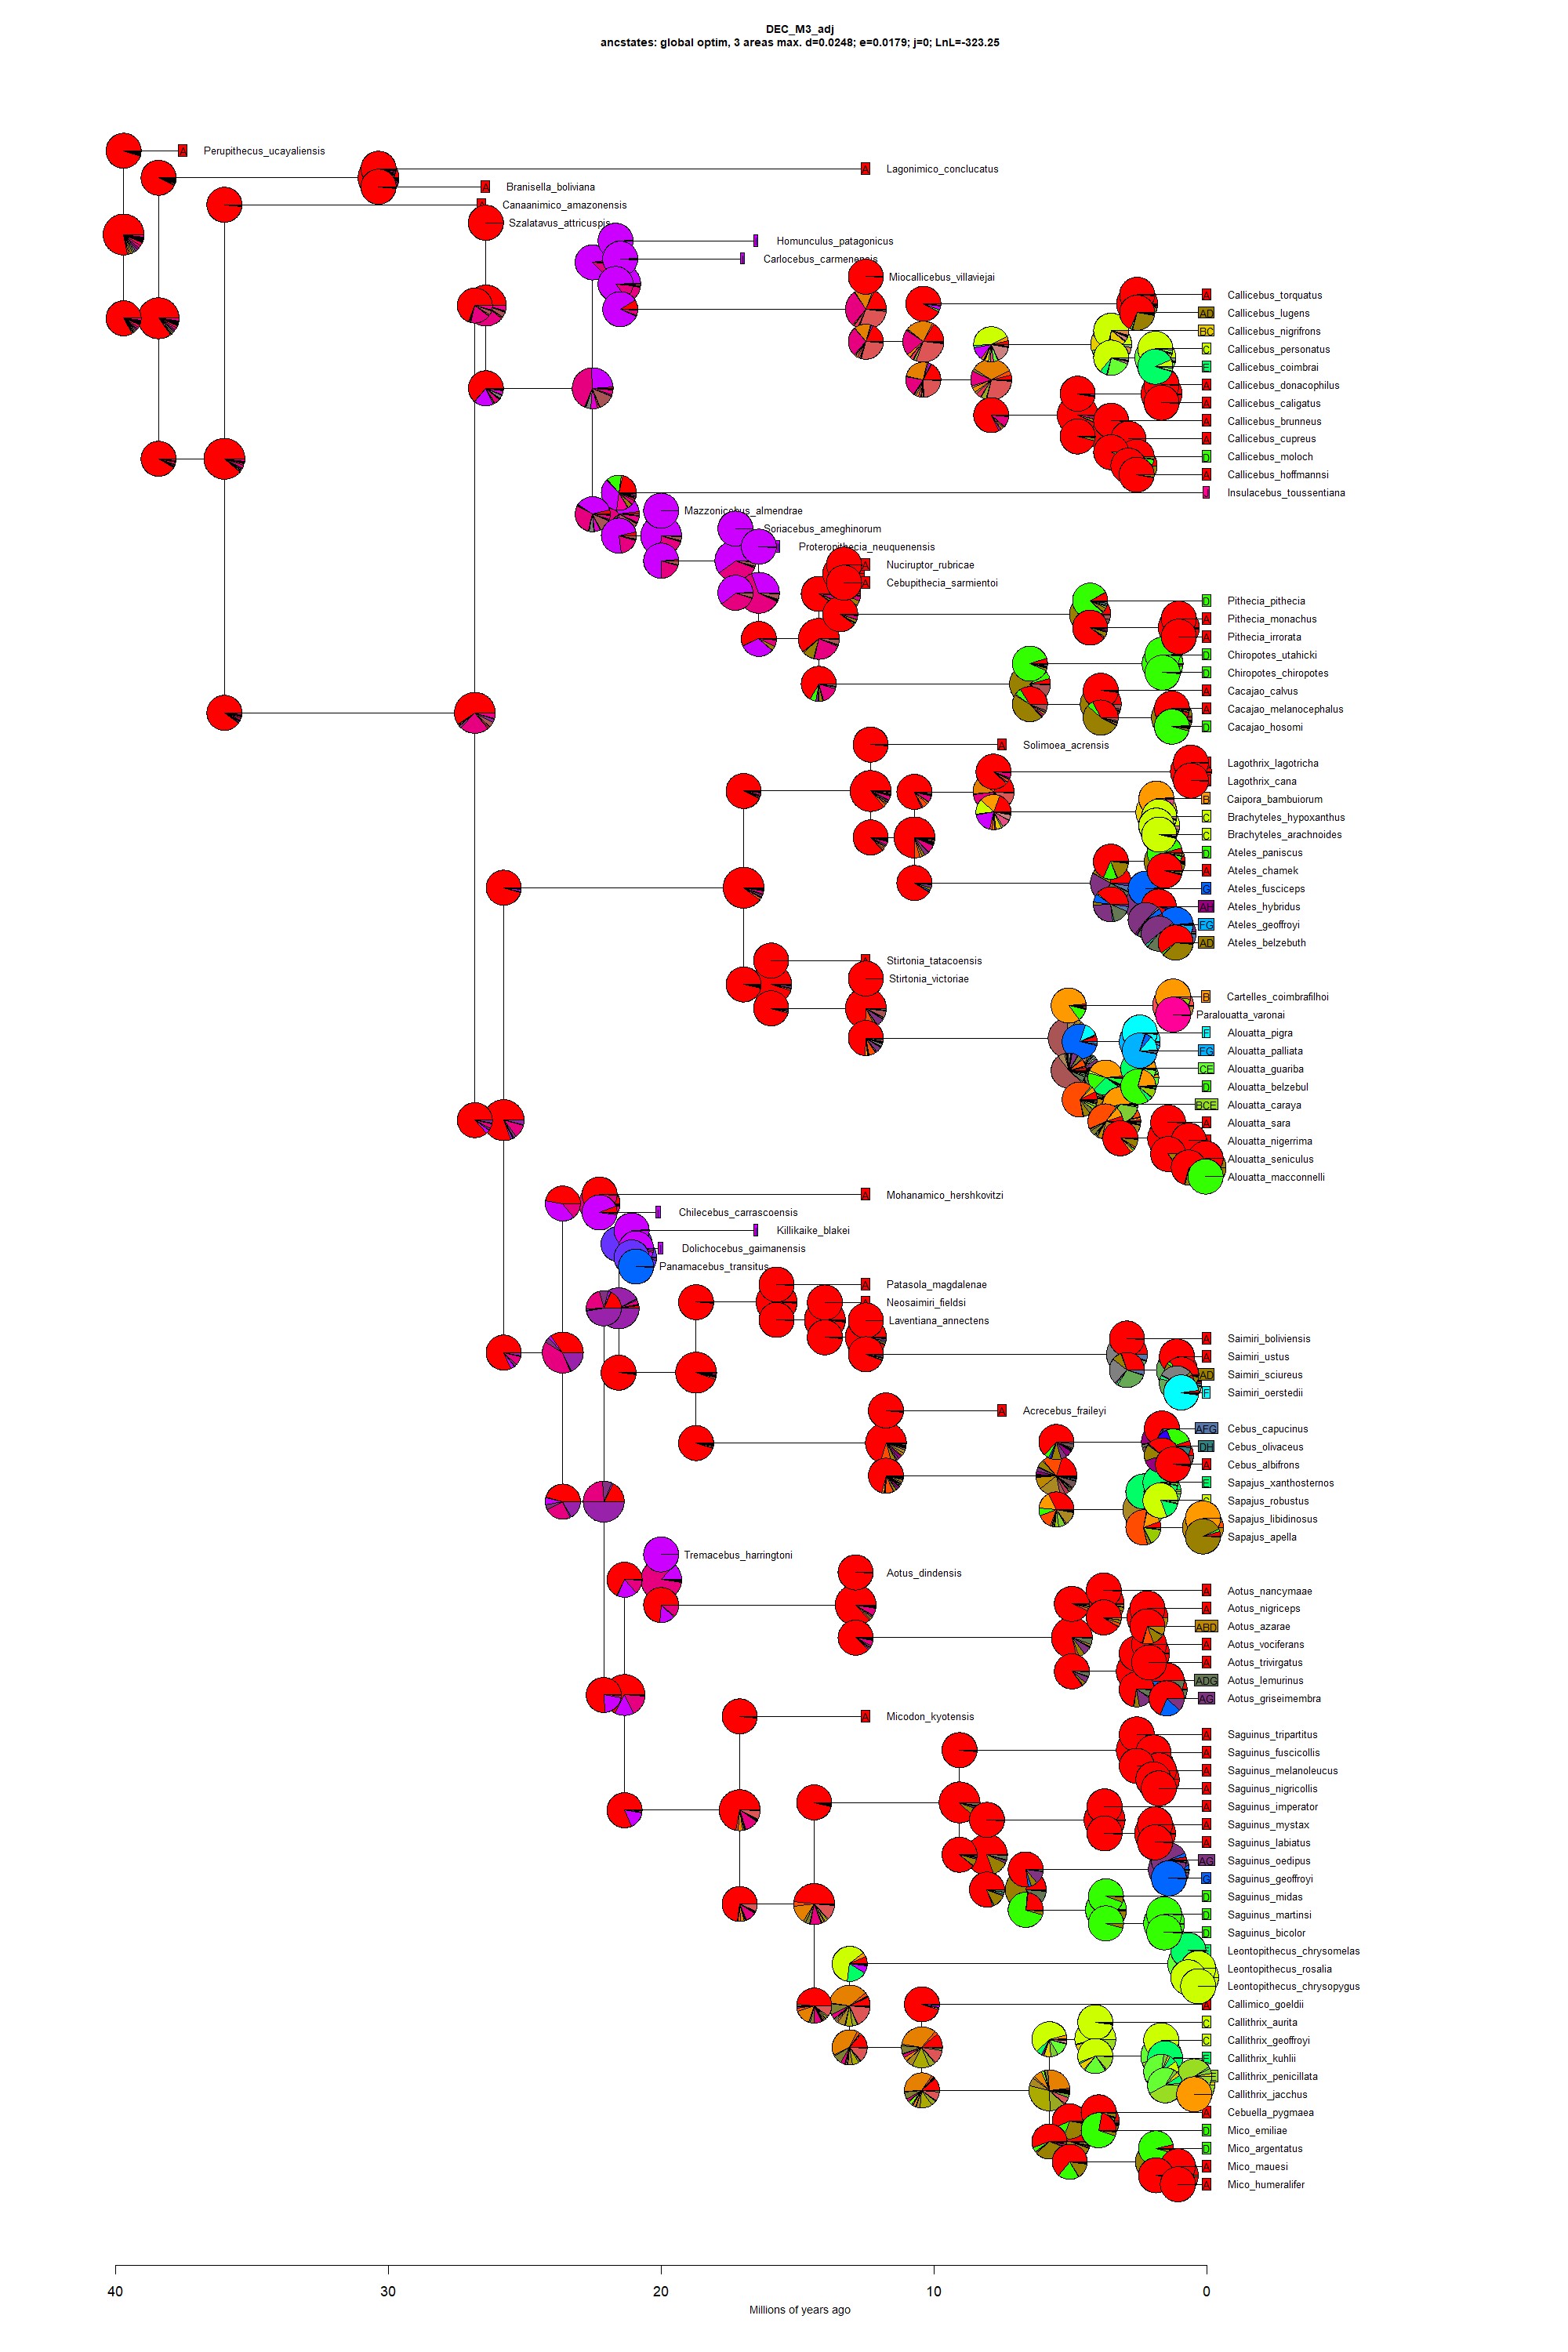 DEC_M3_adj
ancstates: global optim, 3 areas max. d=0.0248; e=0.0179; j=0; LnL=-323.25
A Perupithecus_ucayaliensis
A Lagonimico_conclucatus
A Branisella_boliviana
Canaanimico_amazonensis
Szalatavus_attricuspis
Homunculus_patagonicus
Carlocebus_carmenensis
Miocallicebus_villaviejai
A Callicebus_torquatus
AD Callicebus_lugens
BC Callicebus_nigrifrons
C Callicebus_personatus
E Callicebus_coimbrai
A Callicebus_donacophilus
A Callicebus_caligatus
A Callicebus_brunneus
A Callicebus_cupreus
D Callicebus_moloch
A Callicebus_hoffmannsi
Insulacebus_toussentiana
Mazzonicebus_almendrae
Soriacebus_ameghinorum
Proteropithecia_neuquenensis
A Nuciruptor_rubricae
A Cebupithecia_sarmientoi
D Pithecia_pithecia
A Pithecia_monachus
A Pithecia_irrorata
D Chiropotes_utahicki
D Chiropotes_chiropotes
A Cacajao_calvus
A Cacajao_melanocephalus
D Cacajao_hosomi
A Solimoea_acrensis
Lagothrix_lagotricha
Lagothrix_cana
B Caipora_bambuiorum
C Brachyteles_hypoxanthus
C Brachyteles_arachnoides
D Ateles_paniscus
A Ateles_chamek
G Ateles_fusciceps
AH Ateles_hybridus
FG Ateles_geoffroyi
AD Ateles_belzebuth
A Stirtonia_tatacoensis
Stirtonia_victoriae
B Cartelles_coimbrafilhoi
Paralouatta_varonai
F Alouatta_pigra
FG Alouatta_palliata
CE Alouatta_guariba
D Alouatta_belzebul
BCE Alouatta_caraya
A Alouatta_sara
Alouatta_nigerrima
Alouatta_seniculus
Alouatta_macconnelli
A Mohanamico_hershkovitzi
Chilecebus_carrascoensis
Killikaike_blakei
Dolichocebus_gaimanensis
Panamacebus_transitus
A Patasola_magdalenae
A Neosaimiri_fieldsi
Laventiana_annectens
A Saimiri_boliviensis
A Saimiri_ustus
AD Saimiri_sciureus
F Saimiri_oerstedii
A Acrecebus_fraileyi
AFG Cebus_capucinus
DH Cebus_olivaceus
A Cebus_albifrons
E Sapajus_xanthosternos
C Sapajus_robustus
Sapajus_libidinosus
Sapajus_apella
Tremacebus_harringtoni
Aotus_dindensis
A Aotus_nancymaae
A Aotus_nigriceps
ABD Aotus_azarae
A Aotus_vociferans
A Aotus_trivirgatus
ADG Aotus_lemurinus
AG Aotus_griseimembra
A Micodon_kyotensis
A Saguinus_tripartitus
A Saguinus_fuscicollis
A Saguinus_melanoleucus
A Saguinus_nigricollis
A Saguinus_imperator
A Saguinus_mystax
A Saguinus_labiatus
AG Saguinus_oedipus
G Saguinus_geoffroyi
D Saguinus_midas
D Saguinus_martinsi
D Saguinus_bicolor
Leontopithecus_chrysomelas
Leontopithecus_rosalia
Leontopithecus_chrysopygus
A Callimico_goeldii
C Callithrix_aurita
C Callithrix_geoffroyi
E Callithrix_kuhlii
Callithrix_penicillata
Callithrix_jacchus
A Cebuella_pygmaea
D Mico_emiliae
D Mico_argentatus
A Mico_mauesi
A Mico_humeralifer
40 30 20 10 0
Millions of years ago